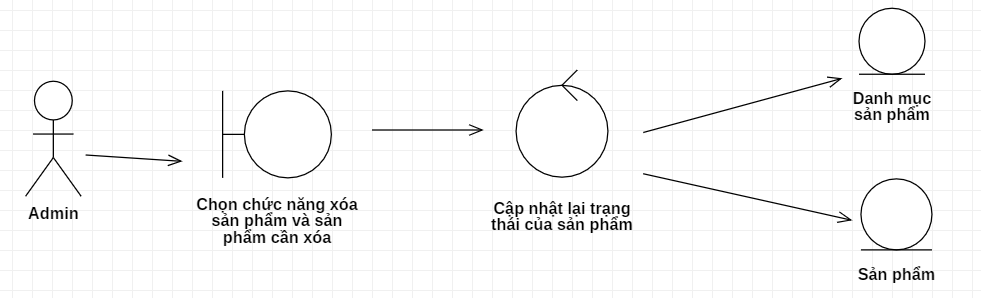 Admin
Chọn chức năng xóa
sản phẩm và sản
phẩm cần xóa
Cập nhật lại trạng
thái của sản phẩm
Danh mục
sản phẩm
Sản phẩm